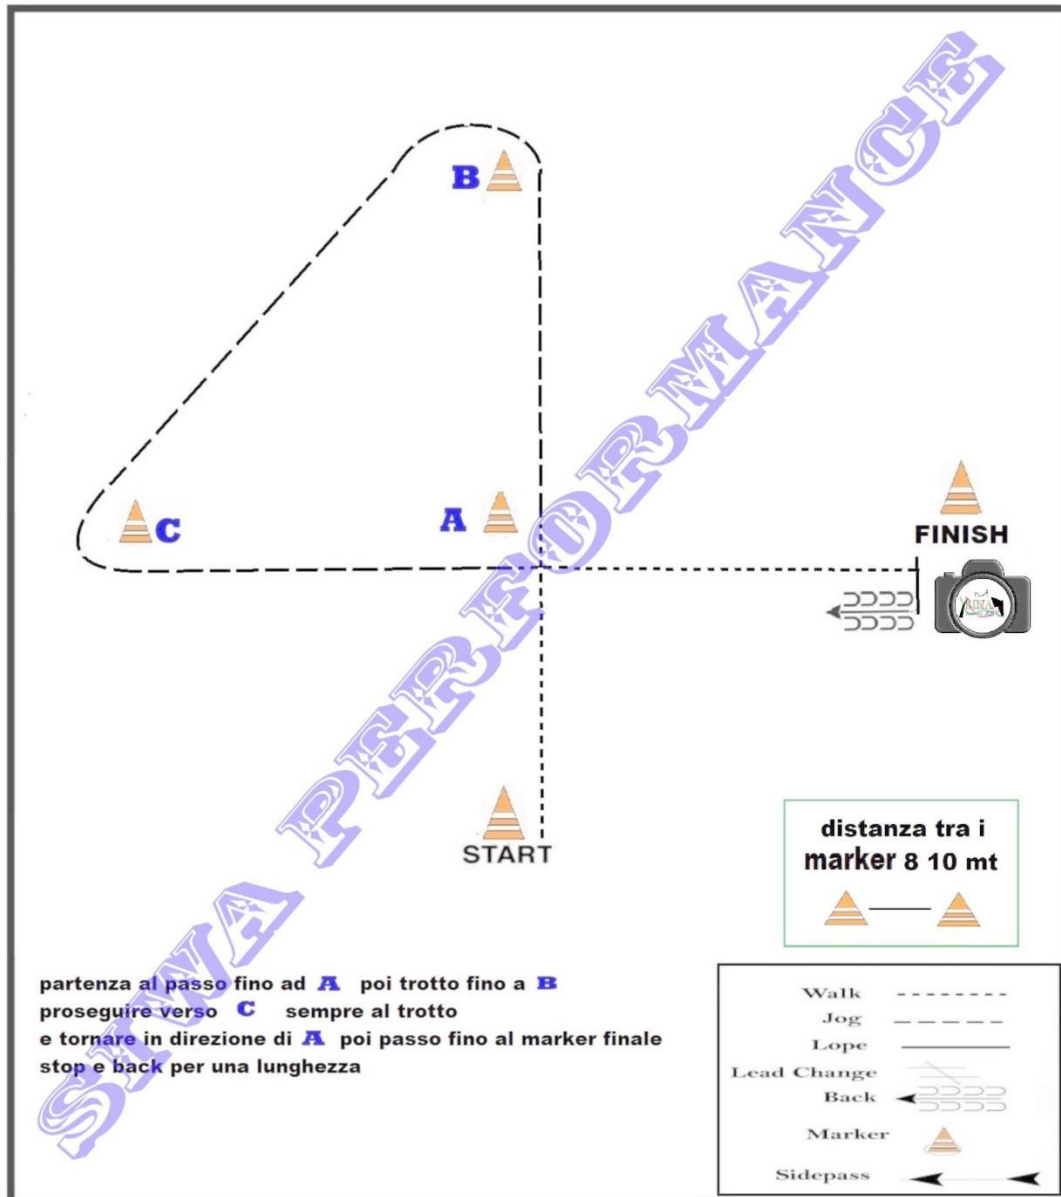 SIWA PERFORMANCE
B
C
A
FINISH
START
distanza tra i
marker 8 10 mt
partenza al passo fino ad A poi trotto fino a B
proseguire verso C sempre al trotto
e tornare in direzione di A poi passo fino al marker finale
stop e back per una lunghezza
Walk
Jog
Lope
Lead Change
Back
Marker
Sidepass